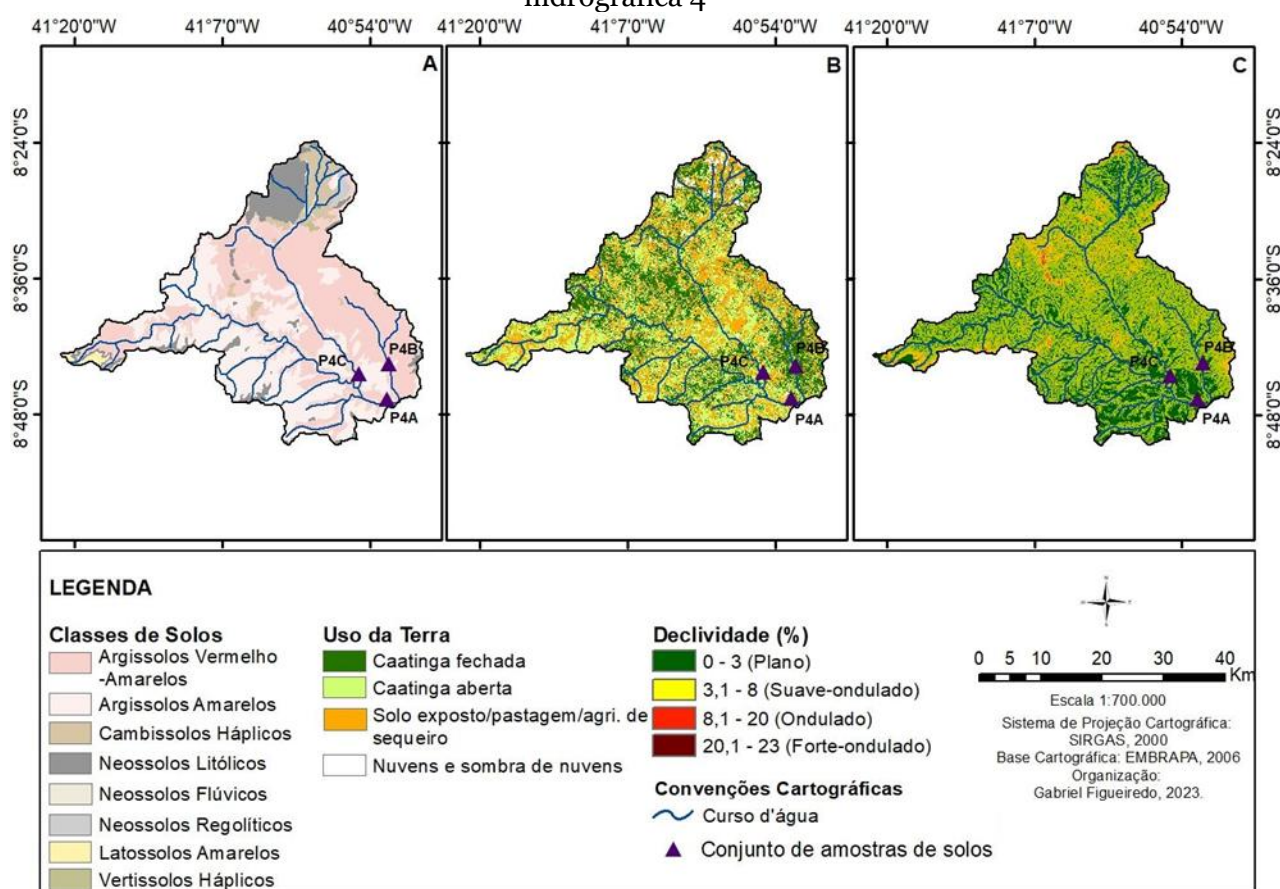 hidrográfica 4
41°20'0"W 41°7'0"W 40°54'0"W 41°20'0"W 41°7'0"W 40°54'0"W 41°20'0"W 41°7'0"W 40°54'0"W
A
B
C
8°24'0"S
8°36'0"S
8°48'0"S
P4C
P4B
P4A
P4C
P4B
P4A
P4C
P4B
P4A
8°24'0"S
8°36'0"S
8°48'0"S
LEGENDA
Classes de Solos
Argissolos Vermelho
-Amarelos
Argissolos Amarelos
Cambissolos Háplicos
Neossolos Litólicos
Neossolos Flúvicos
Neossolos Regolíticos
Latossolos Amarelos
Vertissolos Háplicos
Uso da Terra
Caatinga fechada
Caatinga aberta
Solo exposto/pastagem/agri. de
sequeiro
Nuvens e sombra de nuvens
Declividade (%)
0 - 3 (Plano)
3,1 - 8 (Suave-ondulado)
8,1 - 20 (Ondulado)
20,1 - 23 (Forte-ondulado)
Convenções Cartográficas
Curso d'água
Conjunto de amostras de solos
0 5 10 20 30 40
Km
Escala 1:700.000
Sistema de Projeção Cartográfica:
SIRGAS, 2000
Base Cartográfica: EMBRAPA, 2006
Organização:
Gabriel Figueiredo, 2023.